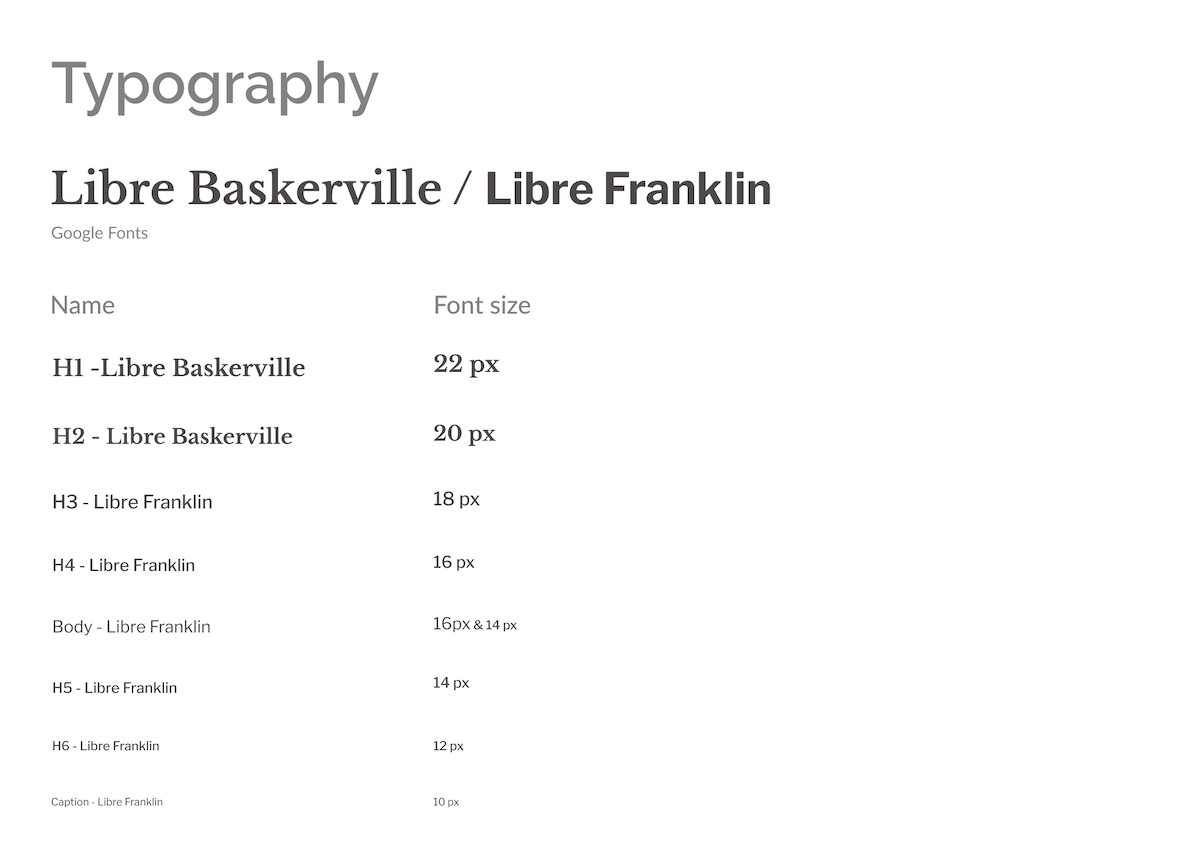 Typography
Libre Baskerville / Libre Franklin
Google Fonts
Name Font size
H1 -Libre Baskerville 22 px
H2 - Libre Baskerville 20 px
H3 - Libre Franklin 18 px
H4 - Libre Franklin 16 px
Body - Libre Franklin 16px & 14 px
H5 - Libre Franklin 14 px
H6 - Libre Franklin 12 px
Caption - Libre Franklin 10 px